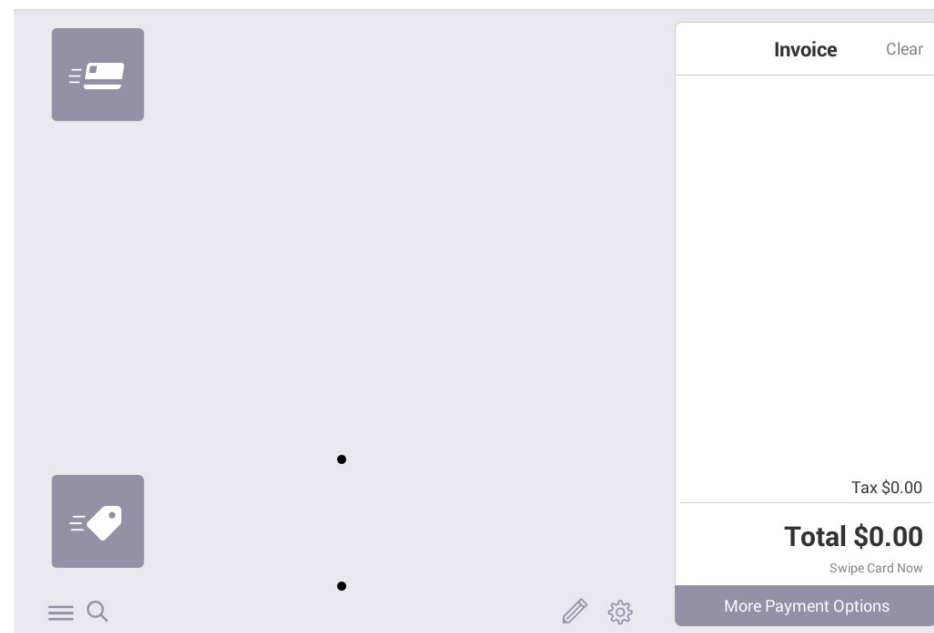 Invoice Clear
Tax $0.00
Total $0.00
Swipe Card Now
More Payment Options